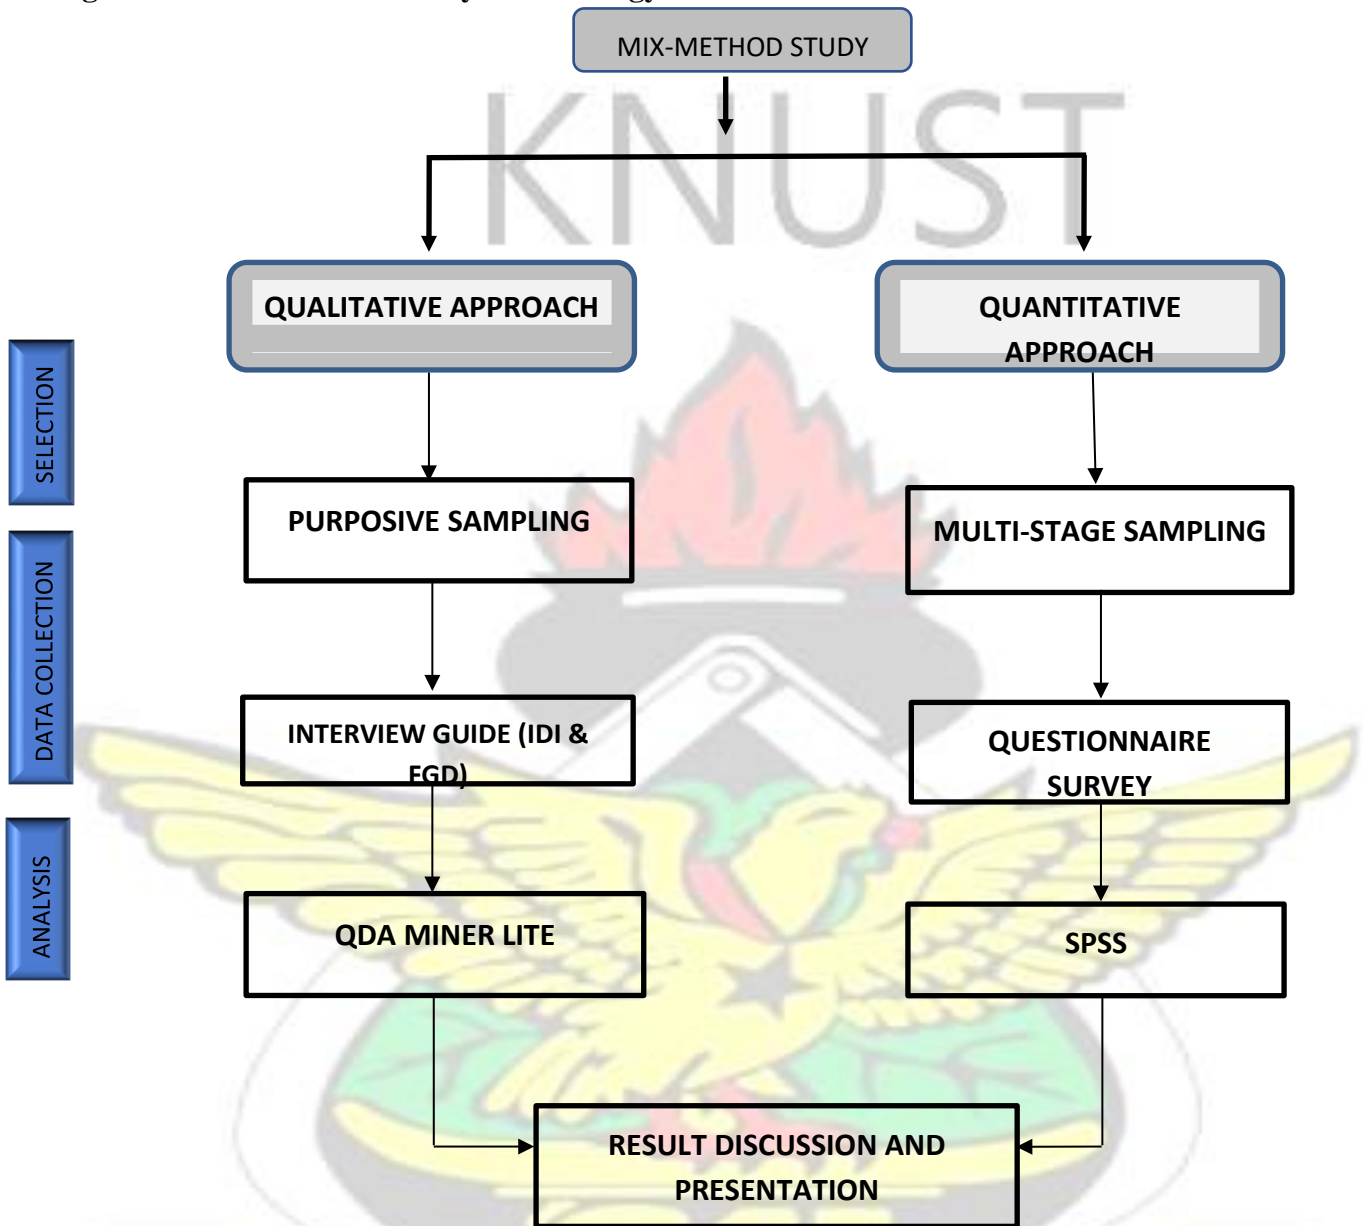 MIX-METHOD STUDY
KNUST
QUALITATIVE APPROACH
QUANTITATIVE
APPROACH
SELECTION
PURPOSIVE SAMPLING
MULTI-STAGE SAMPLING
DATA COLLECTION
INTERVIEW GUIDE (IDI &
FGD)
QUESTIONNAIRE
SURVEY
ANALYSIS
QDA MINER LITE
SPSS
RESULT DISCUSSION AND
PRESENTATION